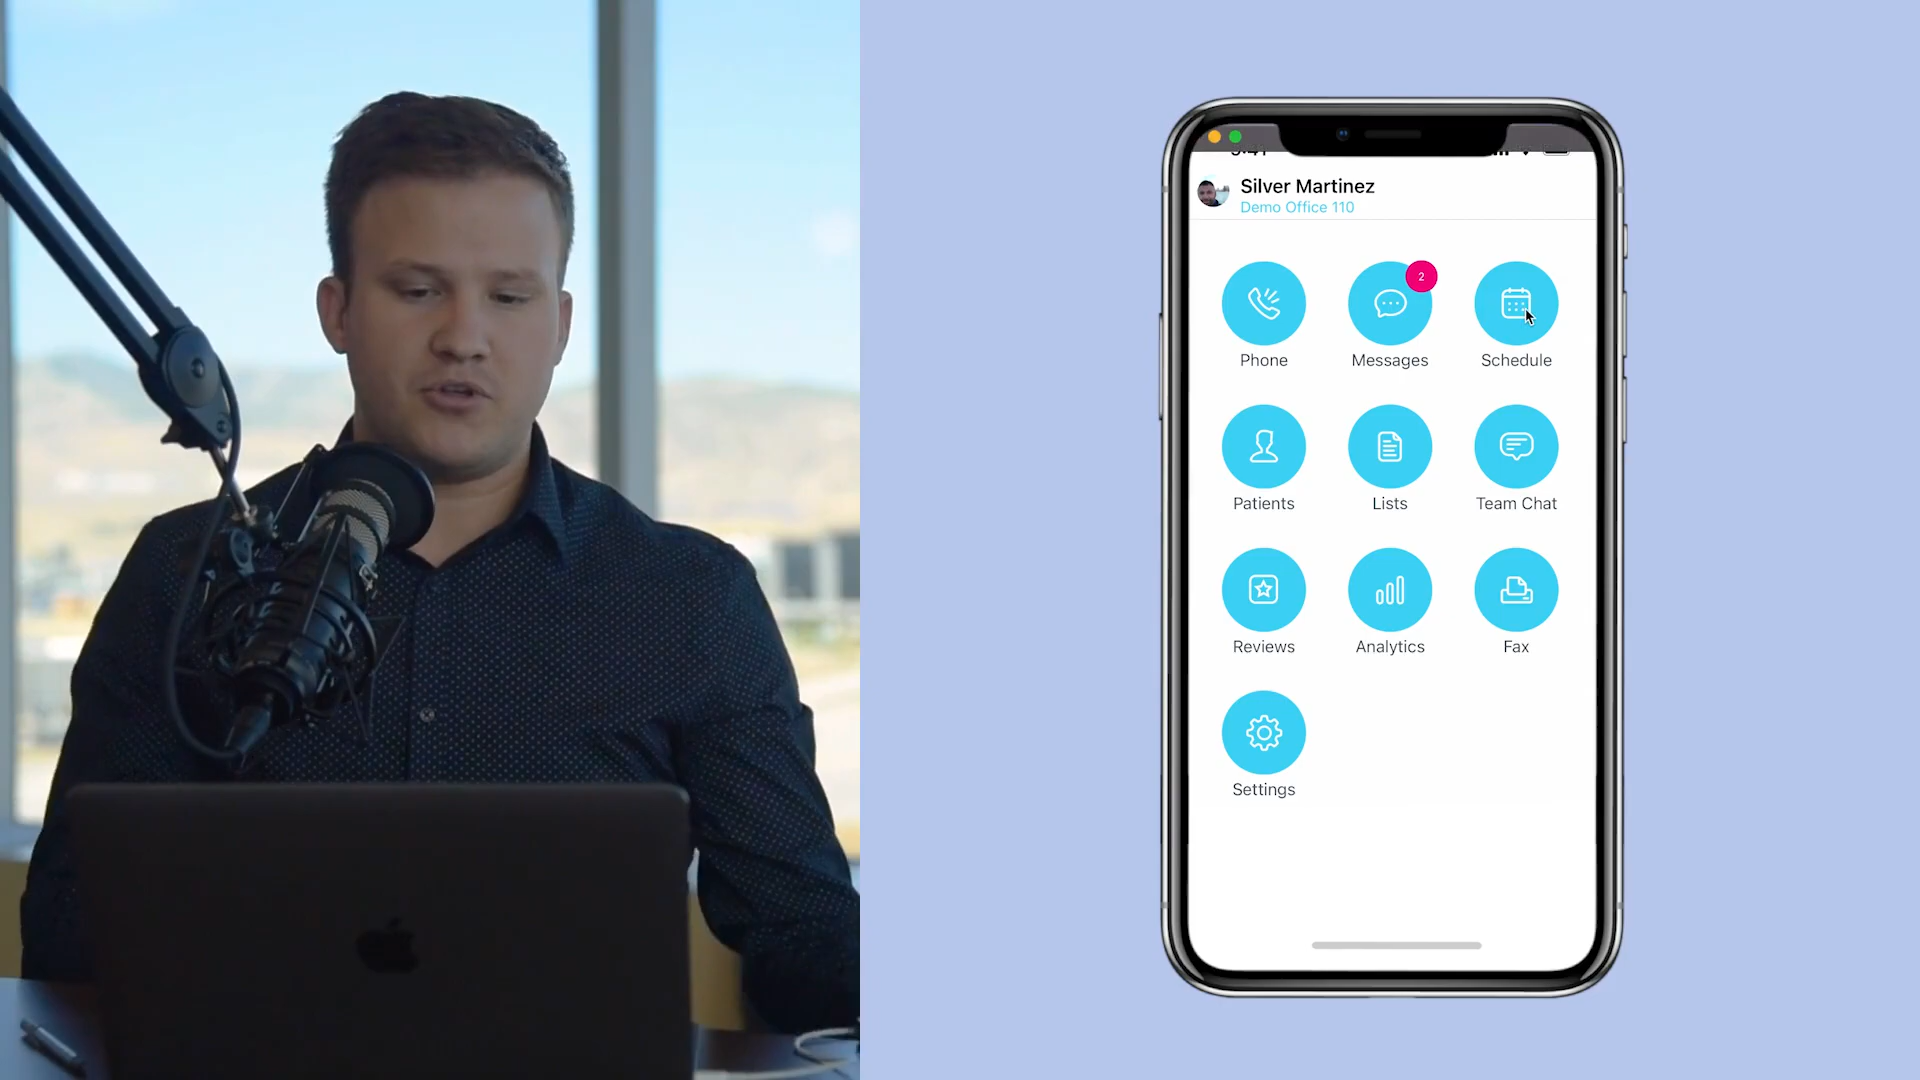 Silver Martinez
Demo Office 110
2
Phone
Messages
Schedule
Patients
Lists
Team Chat
Reviews
Analytics
Fax
Settings